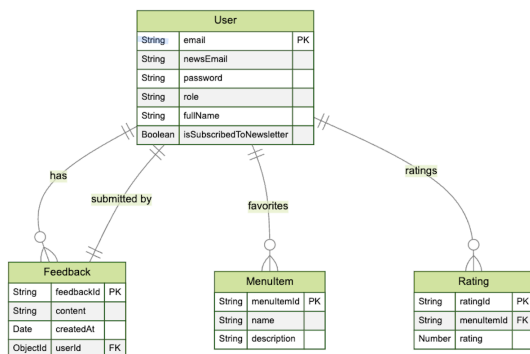 User
String email PK
String newsEmail
String password
String role
String fullName
Boolean isSubscribedToNewsletter
has
submitted by
favorites
ratings
Feedback
String feedbackId PK
String content
Date createdAt
ObjectId userId FK
MenuItem
String menuItemId PK
String name
String description
Rating
String ratingId PK
String menuItemId FK
Number rating